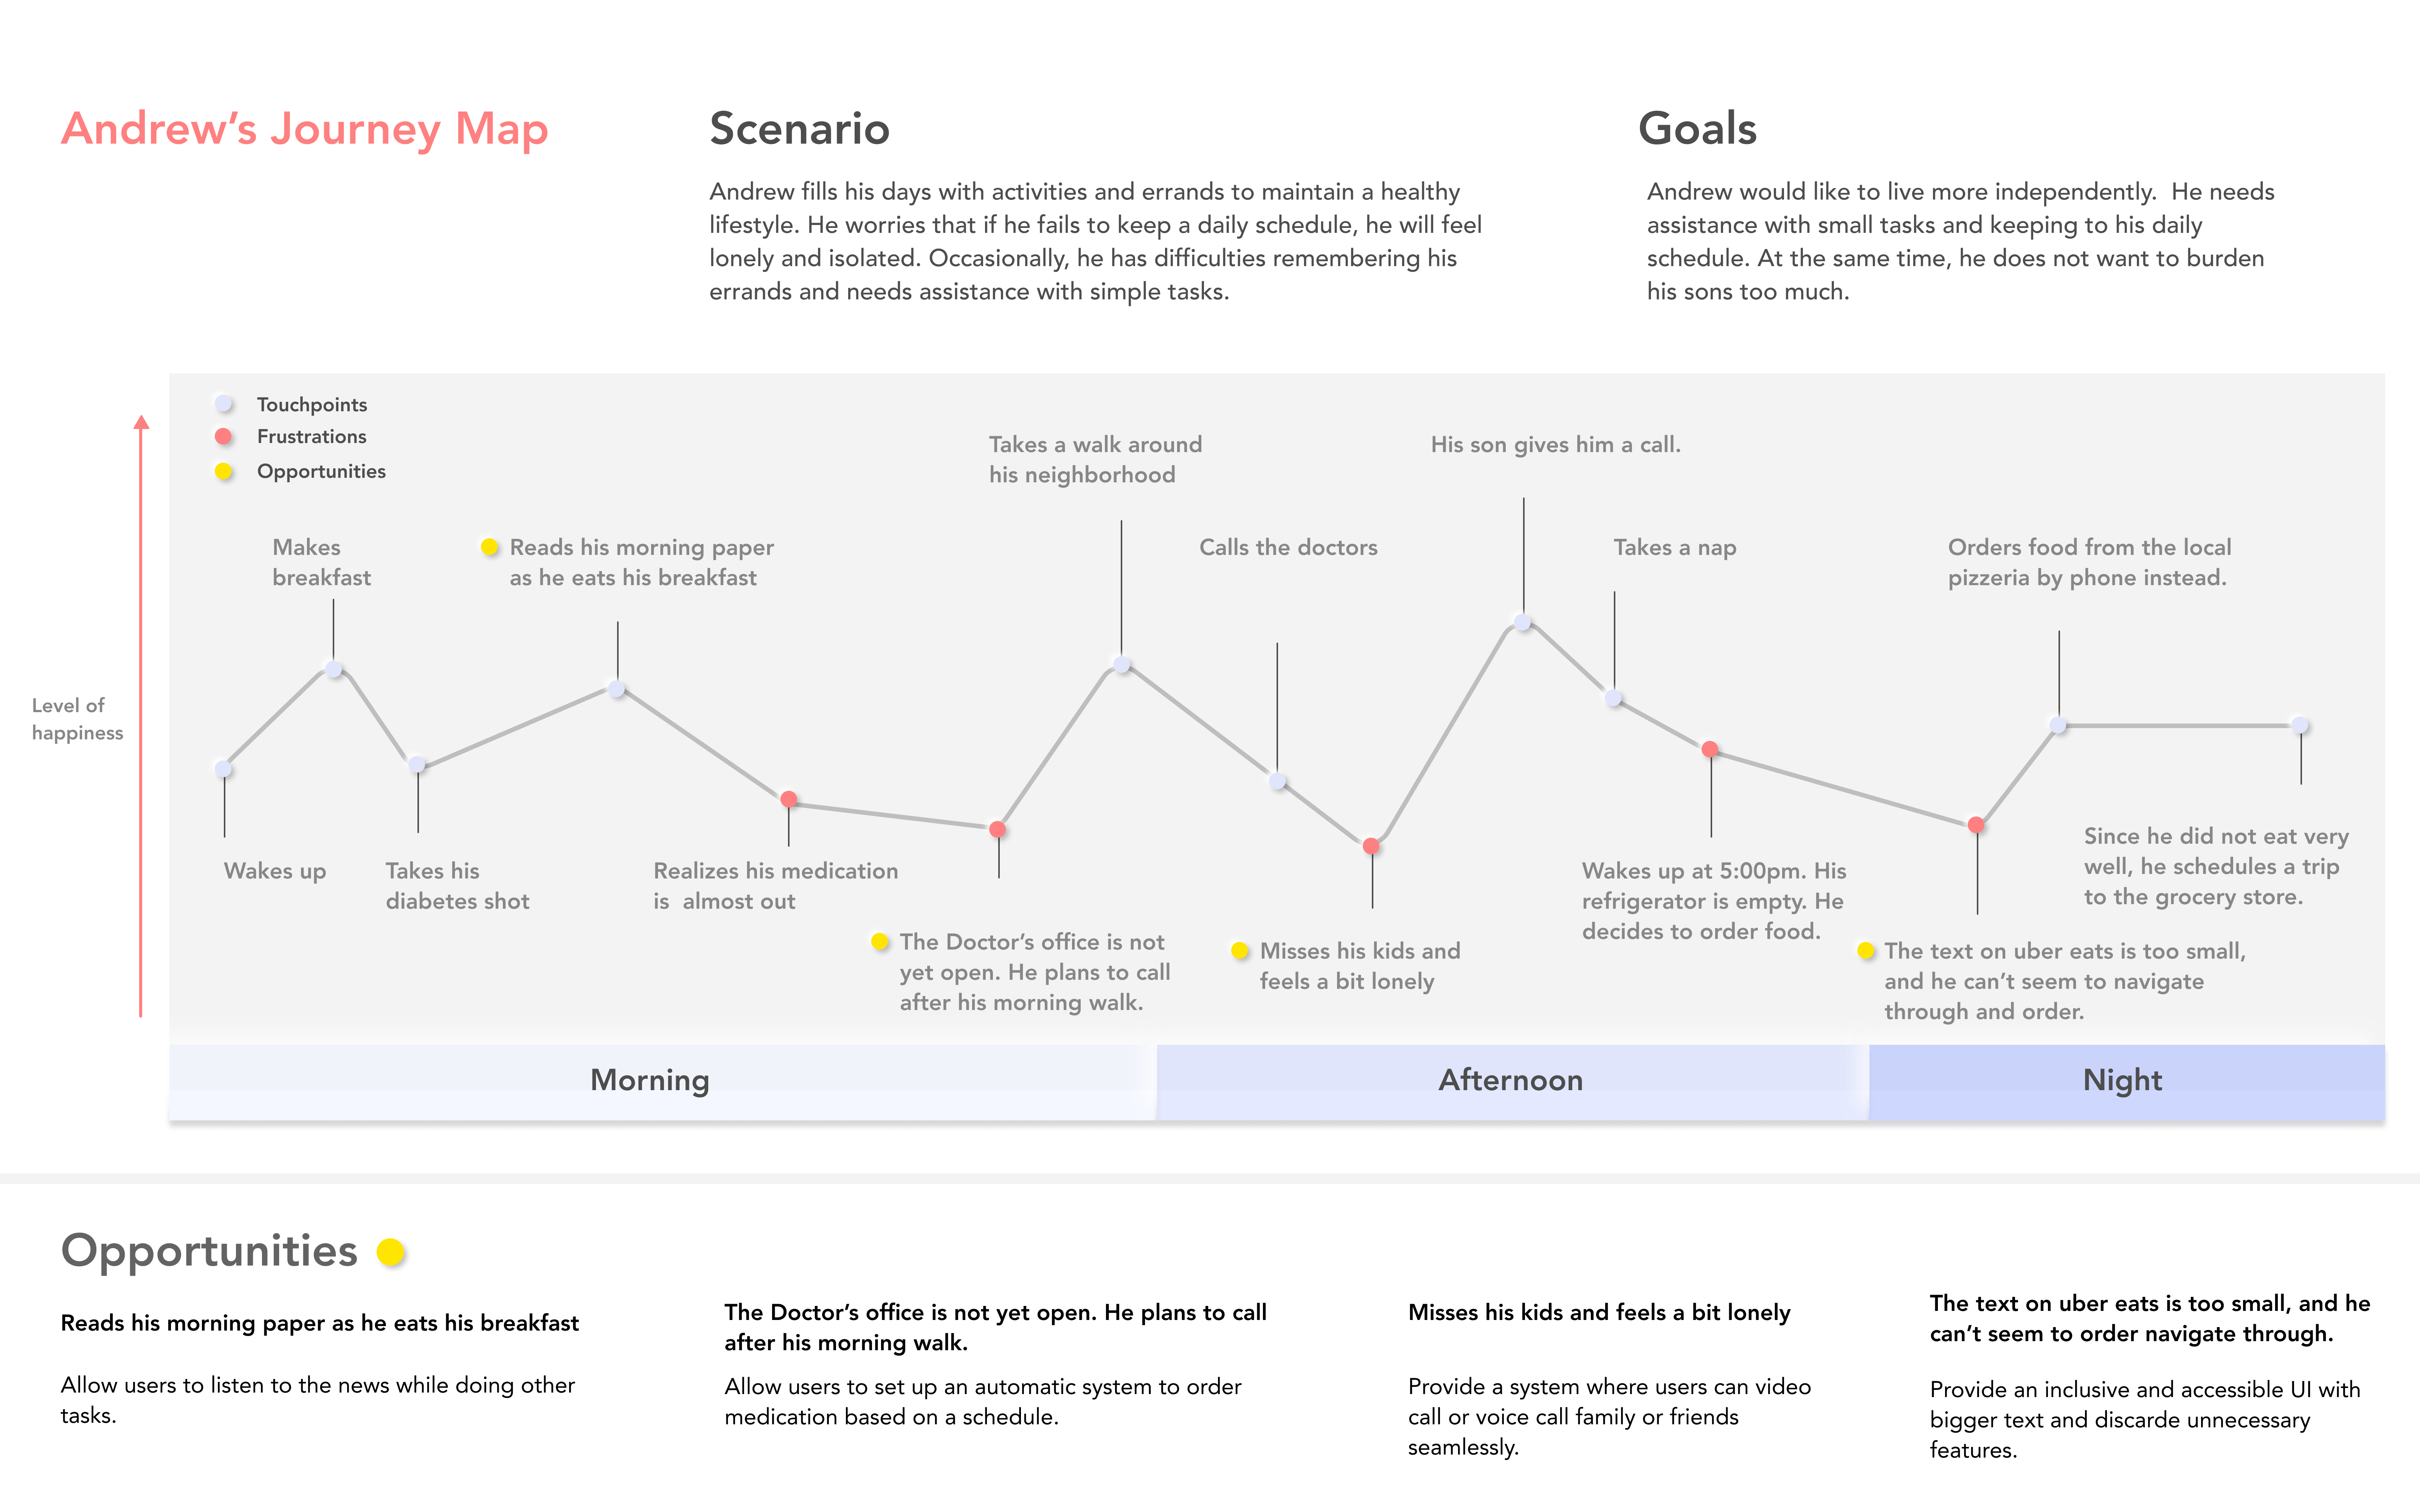 Andrew’s Journey Map
Scenario
Andrew fills his days with activities and errands to maintain a healthy
lifestyle. He worries that if he fails to keep a daily schedule, he will feel
lonely and isolated. Occasionally, he has difficulties remembering his
errands and needs assistance with simple tasks.
Goals
Andrew would like to live more independently.  He needs
assistance with small tasks and keeping to his daily
schedule. At the same time, he does not want to burden
his sons too much.
Touchpoints
Frustrations
Opportunities
Level of
happiness
Wakes up
Makes
breakfast
Takes his
diabetes shot
Reads his morning paper
as he eats his breakfast
Realizes his medication
is  almost out
The Doctor’s office is not
yet open. He plans to call
after his morning walk.
Takes a walk around
his neighborhood
Calls the doctors
Misses his kids and
feels a bit lonely
His son gives him a call.
Takes a nap
Wakes up at 5:00pm. His
refrigerator is empty. He
decides to order food.
The text on uber eats is too small,
and he can’t seem to navigate
through and order.
Orders food from the local
pizzeria by phone instead.
Since he did not eat very
well, he schedules a trip
to the grocery store.
Morning
Afternoon
Night
Opportunities
Reads his morning paper as he eats his breakfast
Allow users to listen to the news while doing other
tasks.
The Doctor’s office is not yet open. He plans to call
after his morning walk.
Allow users to set up an automatic system to order
medication based on a schedule.
Misses his kids and feels a bit lonely
Provide a system where users can video
call or voice call family or friends
seamlessly.
The text on uber eats is too small, and he
can’t seem to order navigate through.
Provide an inclusive and accessible UI with
bigger text and discarde unnecessary
features.